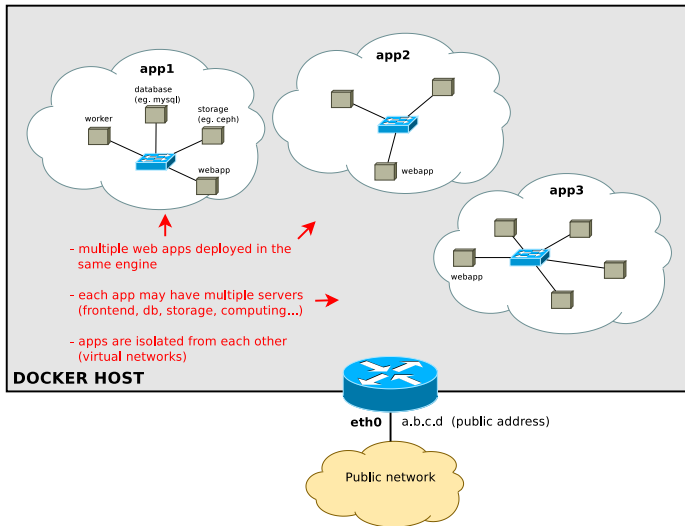 app1
database
(eg. mysql)
worker
storage
(eg. ceph)
webapp
app2
webapp
app3
webapp
- multiple web apps deployed in the
same engine
- each app may have multiple servers
(frontend, db, storage, computing...)
- apps are isolated from each other
(virtual networks)
DOCKER HOST
eth0
a.b.c.d (public address)
Public network